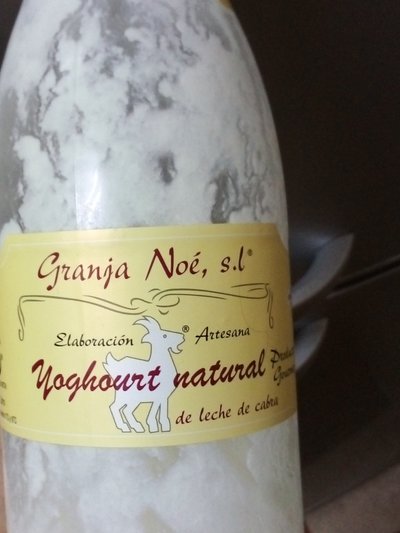 Granja Noé, s.l®
Elaboración ® Artesana
Yoghourt natural
de leche de cabra